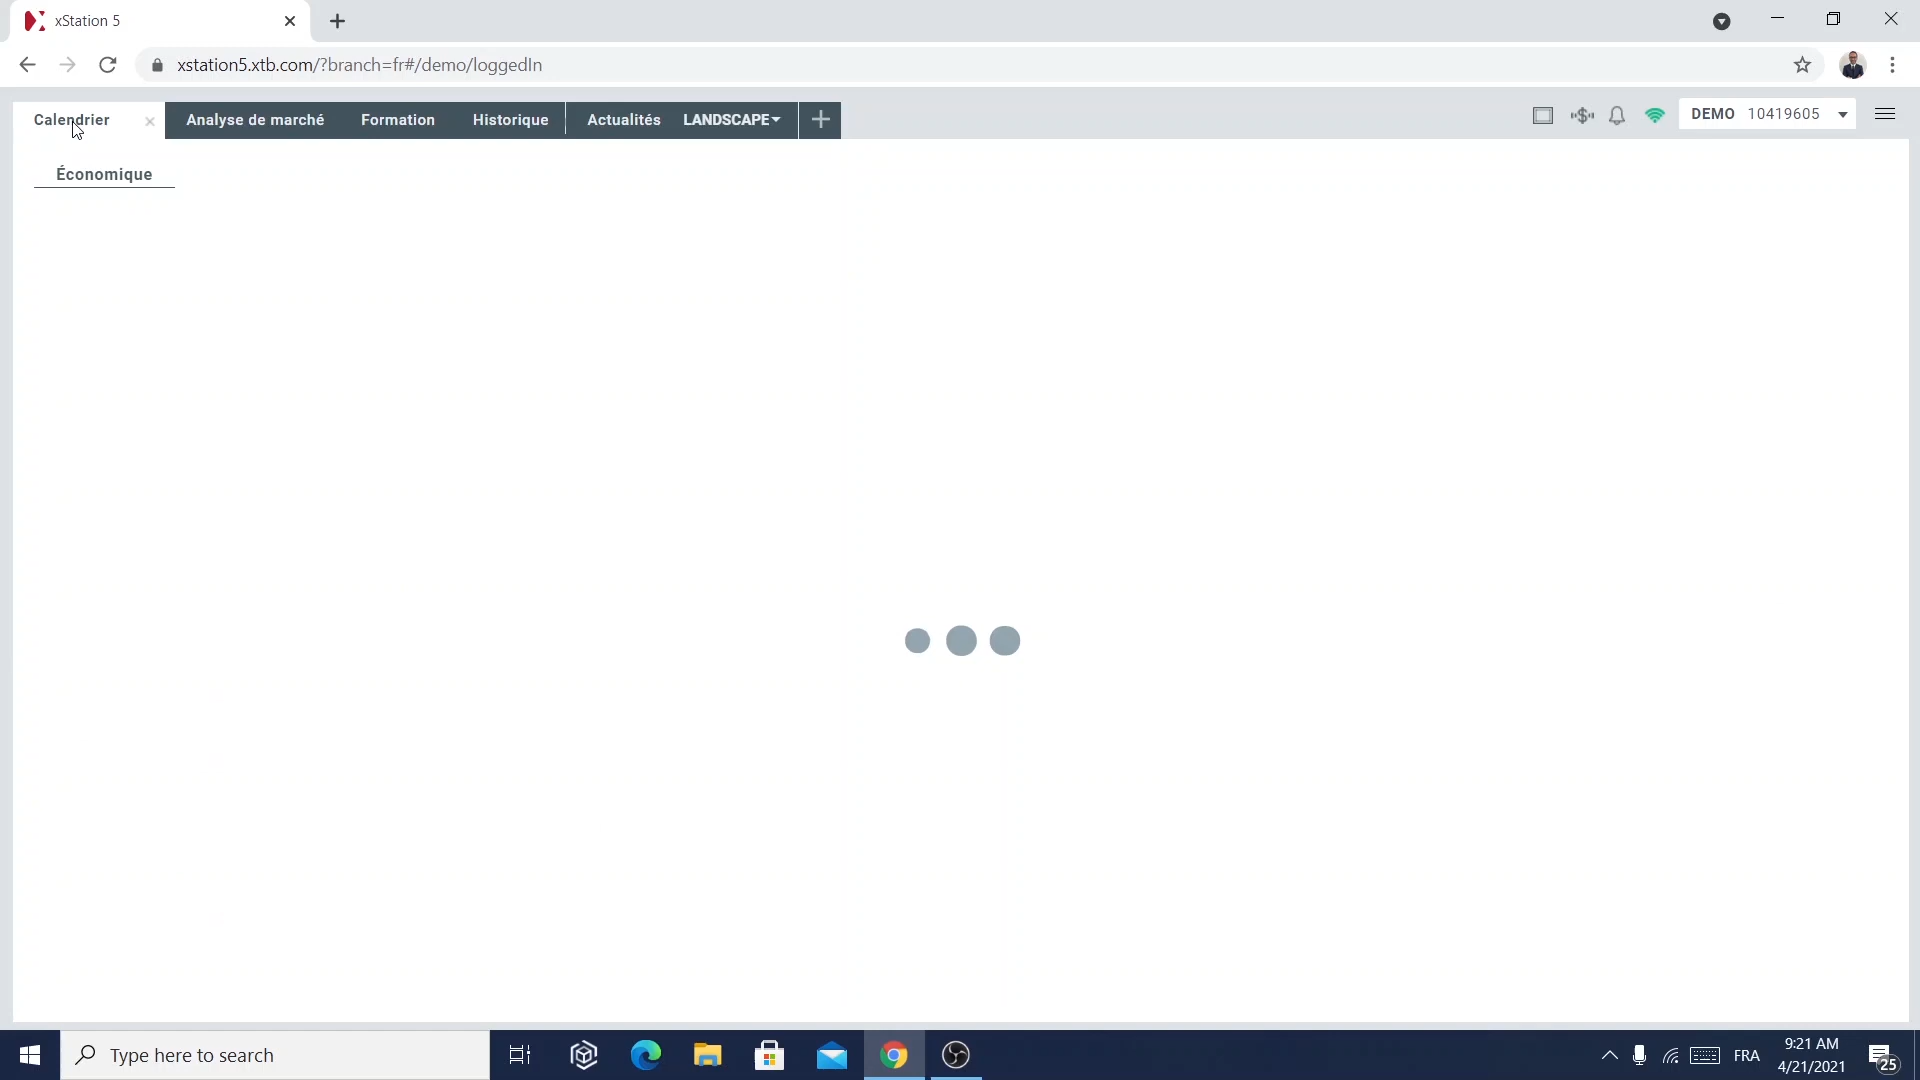 xStation 5
xstation5.xtb.com/?branch=fr#/demo/loggedIn
Calendrier Analyse de marché Formation Historique Actualités LANDSCAPE DEMO 10419605
Économique
Type here to search FRA 9:21 AM
4/21/2021 25